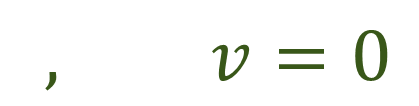 , v = 0